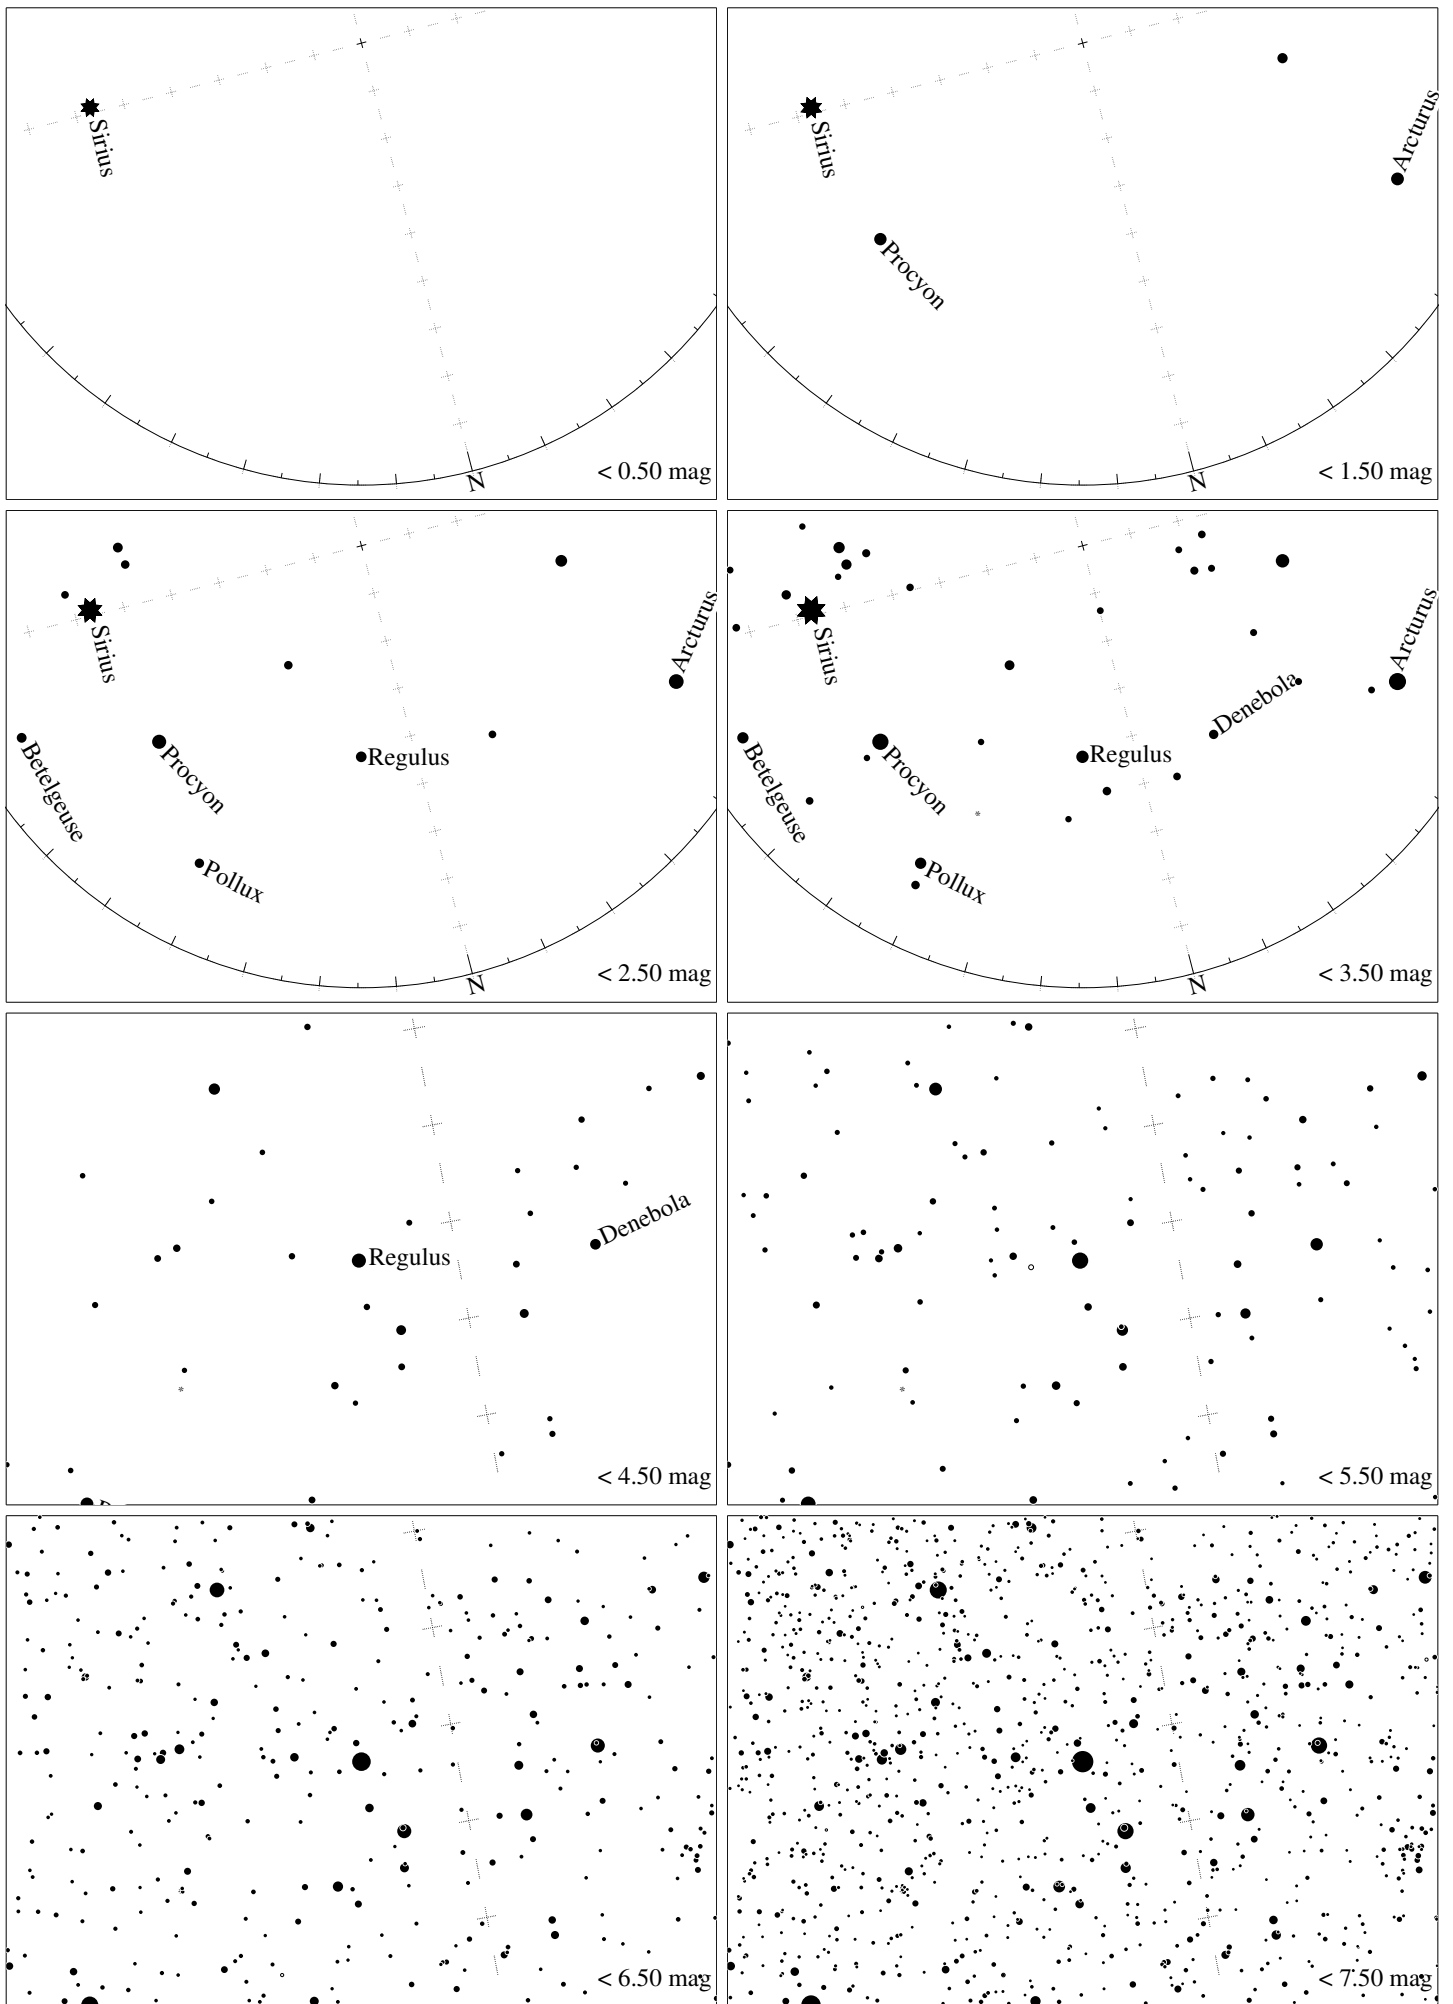 Sirius
N
< 0.50 mag
Sirius
Procyon
Arcturus
N
< 1.50 mag
Sirius
Arcturus
Betelgeuse
Procyon
Regulus
Pollux
N
< 2.50 mag
Sirius
Arcturus
Denebola
Betelgeuse
Procyon
Regulus
Pollux
N
< 3.50 mag
Denebola
Regulus
< 4.50 mag
< 5.50 mag
< 6.50 mag
< 7.50 mag